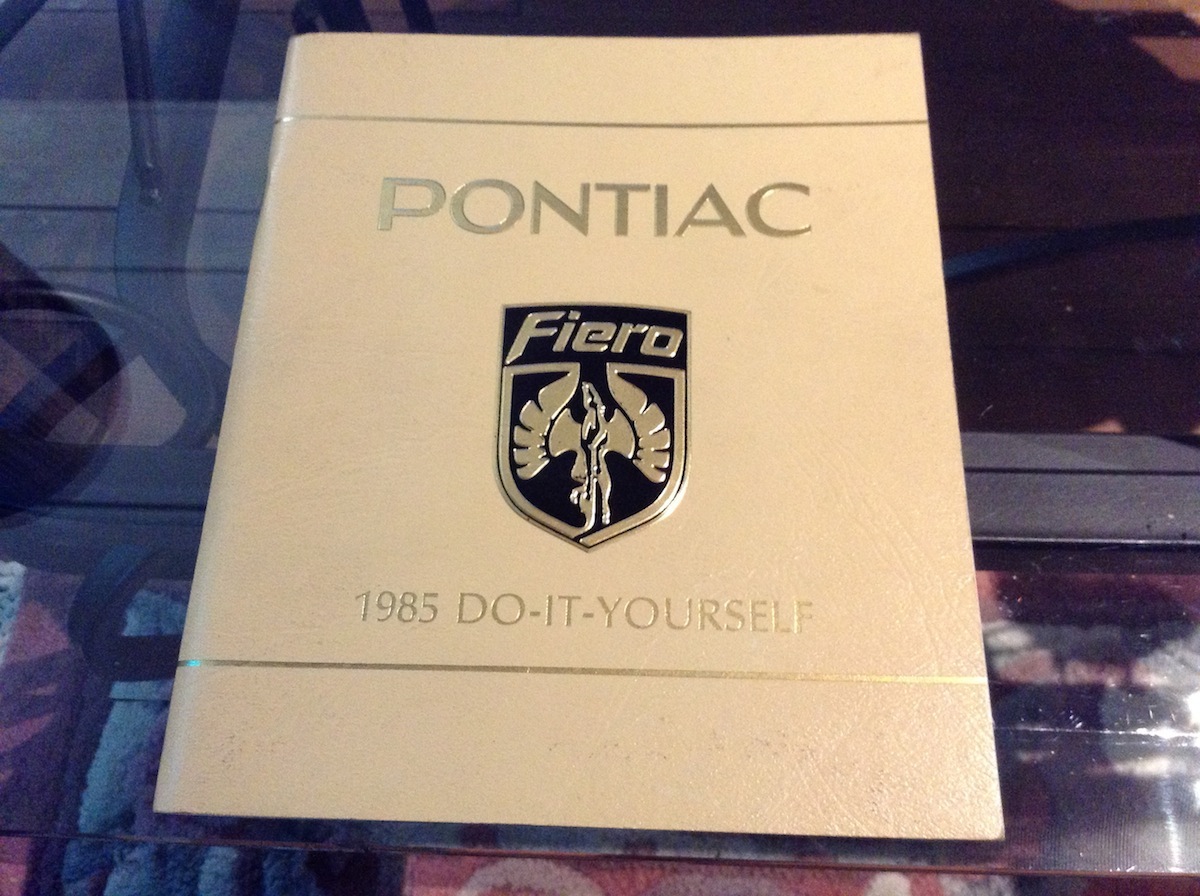 PONTIAC
Fiero
1985 DO-IT-YOURSELF